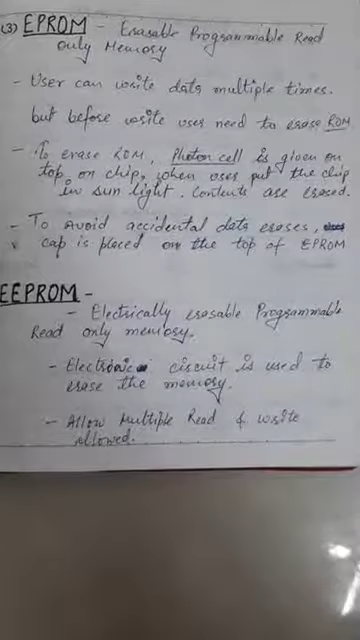 (3) EPROM - Erasable Programmable Read
only Memory
- User can write data multiple times.
but before write user need to erase ROM
- To erase ROM, Photon cell is given on
top on chip, when user put the chip
in sun light. Contents are erased.
- To Avoid accidental data erases,
cap is placed on the top of EPROM
EEPROM -
- Electrically erasable Programmable
Read only memory.
- Electronic circuit is used to
erase the memory.
- Allow Multiple Read & write
allowed.